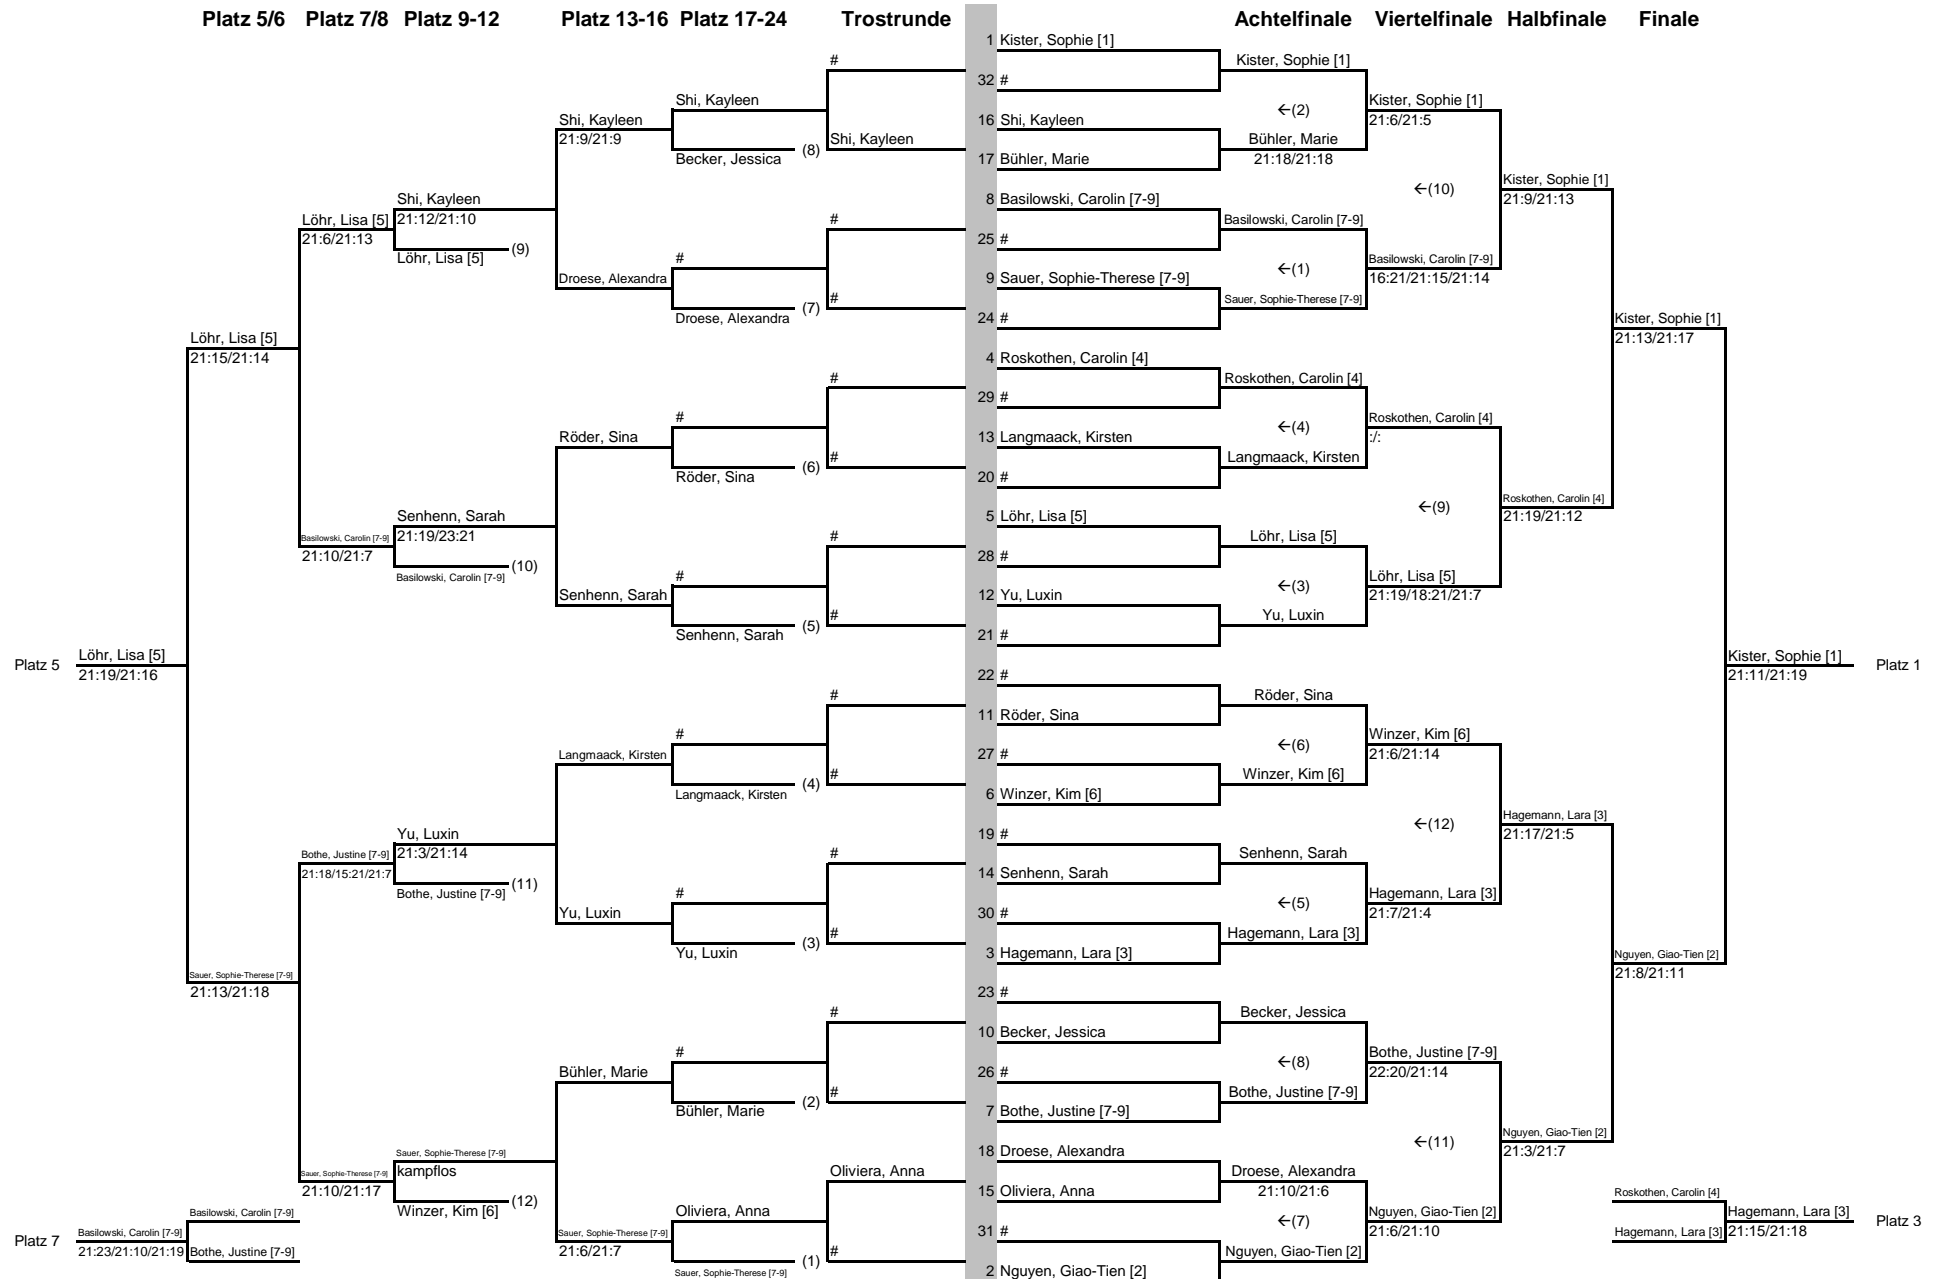 Platz 5/6 Platz 7/8 Platz 9-12 Platz 13-16 Platz 17-24 Trostrunde Achtelfinale Viertelfinale Halbfinale Finale
1 Kister, Sophie [1]
# Kister, Sophie [1]
32 #
Shi, Kayleen Kister, Sophie [1]
←(2) 21:6/21:5
Shi, Kayleen 16 Shi, Kayleen
21:9/21:9 Shi, Kayleen Bühler, Marie
(8)
Becker, Jessica 17 Bühler, Marie 21:18/21:18
Kister, Sophie [1]
←(10)
Shi, Kayleen 8 Basilowski, Carolin [7-9] 21:9/21:13
Löhr, Lisa [5] 21:12/21:10 # Basilowski, Carolin [7-9]
21:6/21:13 25 #
(9)
Löhr, Lisa [5] # Basilowski, Carolin [7-9]
←(1)
Droese, Alexandra 9 Sauer, Sophie-Therese [7-9] 16:21/21:15/21:14
# Sauer, Sophie-Therese [7-9]
(7)
Droese, Alexandra 24 # Kister, Sophie [1]
Löhr, Lisa [5] 21:13/21:17
21:15/21:14 4 Roskothen, Carolin [4]
# Roskothen, Carolin [4]
29 #
# Roskothen, Carolin [4]
←(4)
Röder, Sina 13 Langmaack, Kirsten :/:
# Langmaack, Kirsten
(6)
Röder, Sina 20 #
Roskothen, Carolin [4]
←(9)
Senhenn, Sarah 5 Löhr, Lisa [5] 21:19/21:12
Basilowski, Carolin [7-9] 21:19/23:21 # Löhr, Lisa [5]
21:10/21:7 28 #
(10)
Basilowski, Carolin [7-9] # Löhr, Lisa [5]
←(3)
Senhenn, Sarah 12 Yu, Luxin 21:19/18:21/21:7
# Yu, Luxin
(5)
Senhenn, Sarah 21 #
Löhr, Lisa [5] Kister, Sophie [1]
Platz 5 Platz 1
21:19/21:16 22 # 21:11/21:19
# Röder, Sina
11 Röder, Sina
# Winzer, Kim [6]
←(6)
Langmaack, Kirsten 27 # 21:6/21:14
# Winzer, Kim [6]
(4)
Langmaack, Kirsten 6 Winzer, Kim [6]
Hagemann, Lara [3]
←(12)
Yu, Luxin 19 # 21:17/21:5
Bothe, Justine [7-9] 21:3/21:14 # Senhenn, Sarah
21:18/15:21/21:7 14 Senhenn, Sarah
(11)
Bothe, Justine [7-9] # Hagemann, Lara [3]
←(5)
Yu, Luxin 30 # 21:7/21:4
# Hagemann, Lara [3]
(3)
Yu, Luxin 3 Hagemann, Lara [3] Nguyen, Giao-Tien [2]
Sauer, Sophie-Therese [7-9] 21:8/21:11
21:13/21:18 23 #
# Becker, Jessica
10 Becker, Jessica
# Bothe, Justine [7-9]
←(8)
Bühler, Marie 26 # 22:20/21:14
# Bothe, Justine [7-9]
(2)
Bühler, Marie 7 Bothe, Justine [7-9]
Nguyen, Giao-Tien [2]
←(11)
Sauer, Sophie-Therese [7-9] 18 Droese, Alexandra 21:3/21:7
Sauer, Sophie-Therese [7-9] kampflos Oliviera, Anna Droese, Alexandra
21:10/21:17 15 Oliviera, Anna 21:10/21:6 Roskothen, Carolin [4]
(12)
Winzer, Kim [6] Oliviera, Anna Nguyen, Giao-Tien [2] Hagemann, Lara [3]
Basilowski, Carolin [7-9] ←(7) Platz 3
Basilowski, Carolin [7-9] Sauer, Sophie-Therese [7-9] 31 # 21:6/21:10 Hagemann, Lara [3] 21:15/21:18
Platz 7
21:23/21:10/21:19 Bothe, Justine [7-9] 21:6/21:7 # Nguyen, Giao-Tien [2]
(1)
Sauer, Sophie-Therese [7-9] 2 Nguyen, Giao-Tien [2]